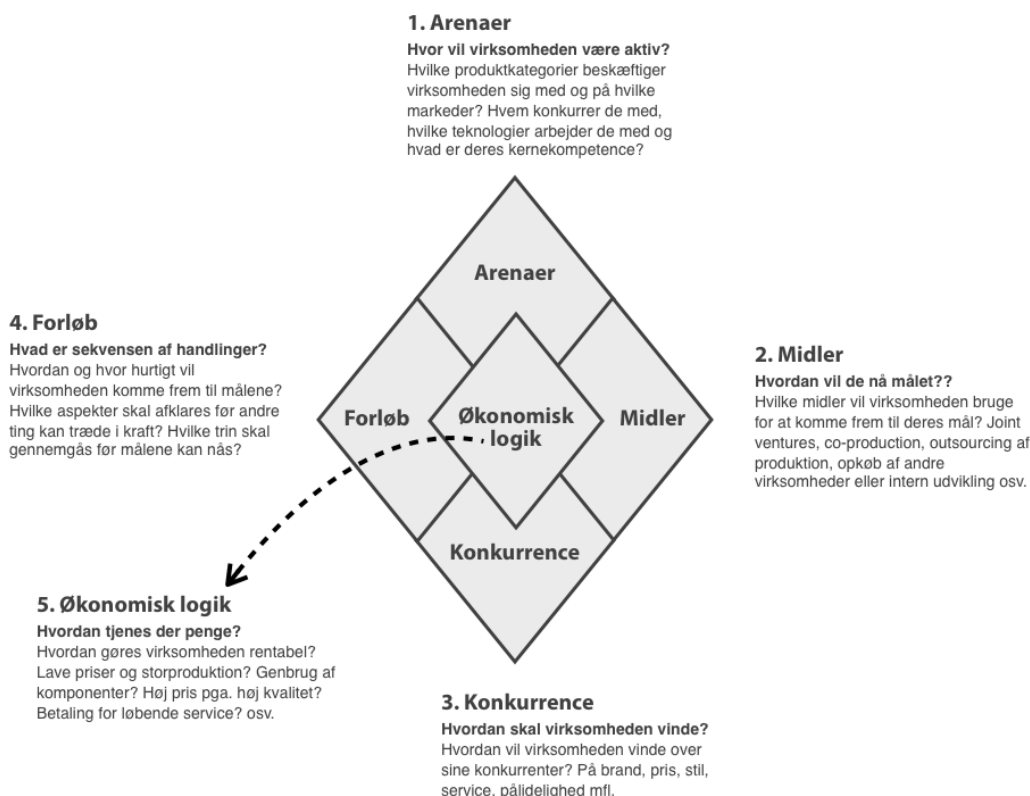 1. Arenaer
Hvor vil virksomheden være aktiv?
Hvilke produktkategorier beskæftiger
virksomheden sig med og på hvilke
markeder? Hvem konkurrer de med,
hvilke teknologier arbejder de med og
hvad er deres kernekompetence?
Arenaer
4. Forløb
Hvad er sekvensen af handlinger?
Hvordan og hvor hurtigt vil
virksomheden komme frem til målene?
Hvilke aspekter skal afklares før andre
ting kan træde i kraft? Hvilke trin skal
gennemgås før målene kan nås?
Forløb
Økonomisk
logik
Midler
2. Midler
Hvordan vil de nå målet??
Hvilke midler vil virksomheden bruge
for at komme frem til deres mål? Joint
ventures, co-production, outsourcing af
produktion, opkøb af andre
virksomheder eller intern udvikling osv.
Konkurrence
5. Økonomisk logik
Hvordan tjenes der penge?
Hvordan gøres virksomheden rentabel?
Lave priser og storproduktion? Genbrug af
komponenter? Høj pris pga. høj kvalitet?
Betaling for løbende service? osv.
3. Konkurrence
Hvordan skal virksomheden vinde?
Hvordan vil virksomheden vinde over
sine konkurrenter? På brand, pris, stil,
service, pålidelighed mfl.